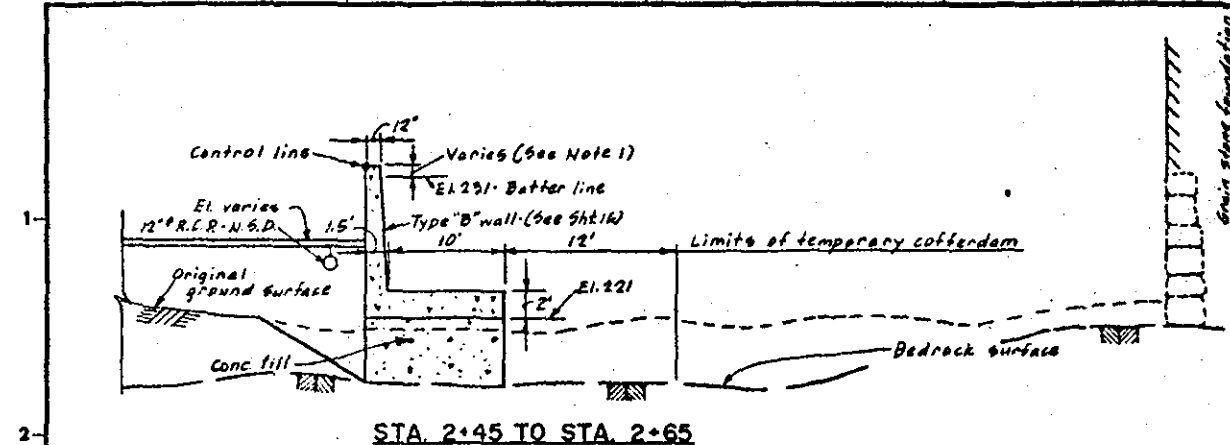 12"
Control line
Varies (See Note 1)
El. 231 - Batter line
1
El. varies
12"ᶲ R.C.P.-N.S.D.
1.5'
Type "B" wall (See Sht. 16)
10'
12'
Limits of temporary cofferdam
Original
ground surface
2'
El. 221
Conc. fill
Bedrock surface
Grain store foundation
2
STA. 2+45 TO STA. 2+65